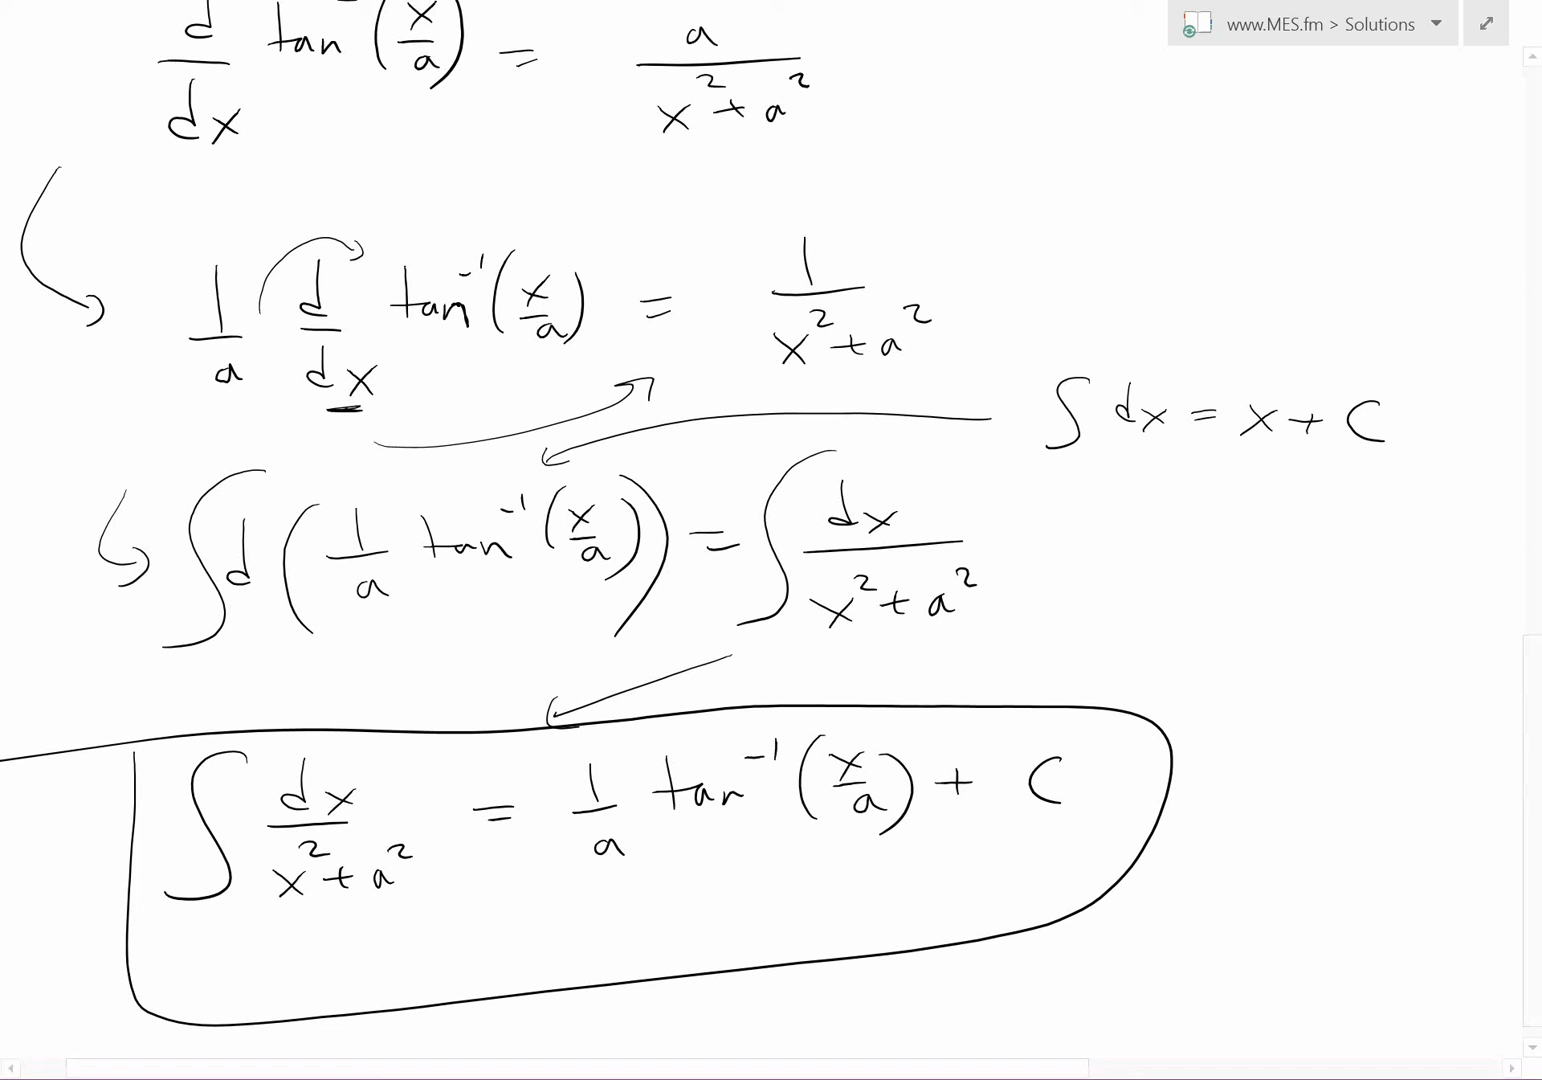 www.MES.fm > Solutions
d/dx tan⁻¹(x/a) = a/(x² + a²)
1/a d/dx tan⁻¹(x/a) = 1/(x² + a²)
∫ dx = x + C
∫ d(1/a tan⁻¹(x/a)) = ∫ dx/(x² + a²)
∫ dx/(x² + a²) = 1/a tan⁻¹(x/a) + C